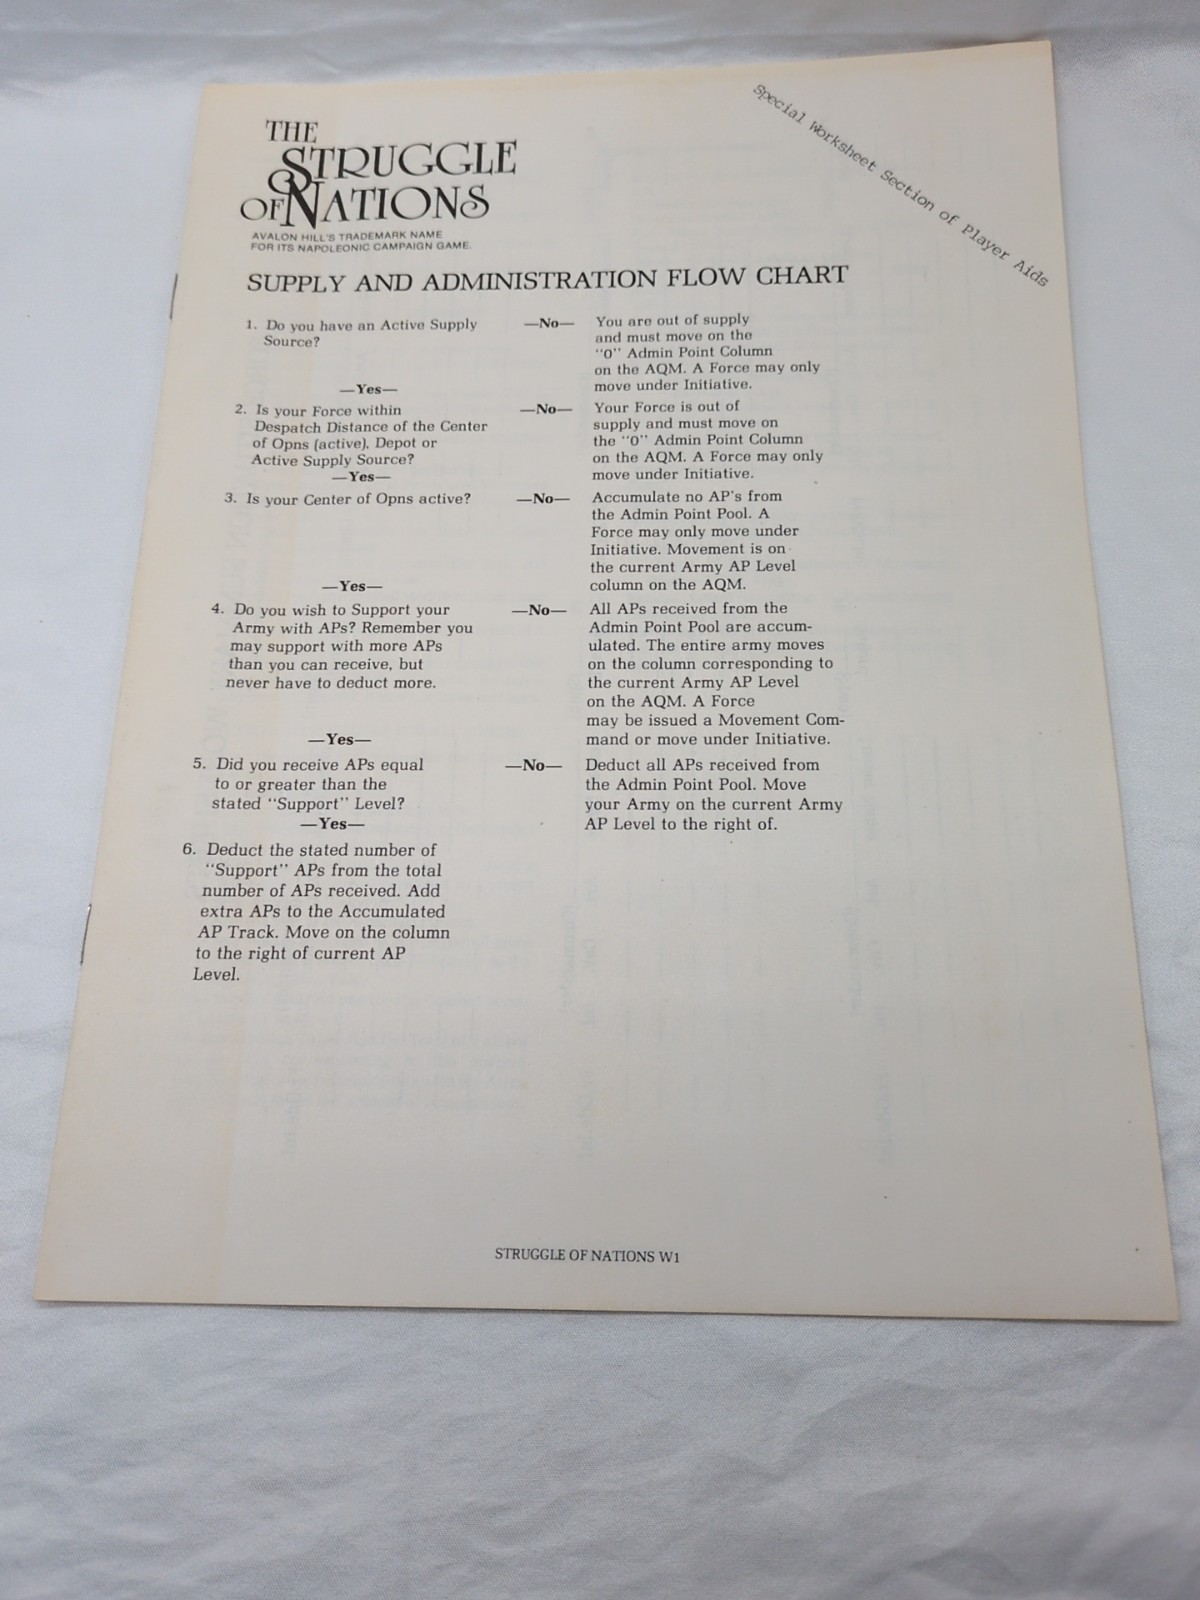 THE
STRUGGLE
OF NATIONS
AVALON HILL'S TRADEMARK NAME
FOR ITS NAPOLEONIC CAMPAIGN GAME.
Special Worksheet Section of Player Aids
SUPPLY AND ADMINISTRATION FLOW CHART
1. Do you have an Active Supply
Source?
—No—
You are out of supply
and must move on the
"0" Admin Point Column
on the AQM. A Force may only
move under Initiative.
—Yes—
2. Is your Force within
Despatch Distance of the Center
of Opns (active), Depot or
Active Supply Source?
—No—
Your Force is out of
supply and must move on
the "0" Admin Point Column
on the AQM. A Force may only
move under Initiative.
—Yes—
3. Is your Center of Opns active?
—No—
Accumulate no AP's from
the Admin Point Pool. A
Force may only move under
Initiative. Movement is on
the current Army AP Level
column on the AQM.
—Yes—
4. Do you wish to Support your
Army with APs? Remember you
may support with more APs
than you can receive, but
never have to deduct more.
—No—
All APs received from the
Admin Point Pool are accum-
ulated. The entire army moves
on the column corresponding to
the current Army AP Level
on the AQM. A Force
may be issued a Movement Com-
mand or move under Initiative.
—Yes—
5. Did you receive APs equal
to or greater than the
stated "Support" Level?
—No—
Deduct all APs received from
the Admin Point Pool. Move
your Army on the current Army
AP Level to the right of.
—Yes—
6. Deduct the stated number of
"Support" APs from the total
number of APs received. Add
extra APs to the Accumulated
AP Track. Move on the column
to the right of current AP
Level.
STRUGGLE OF NATIONS W1